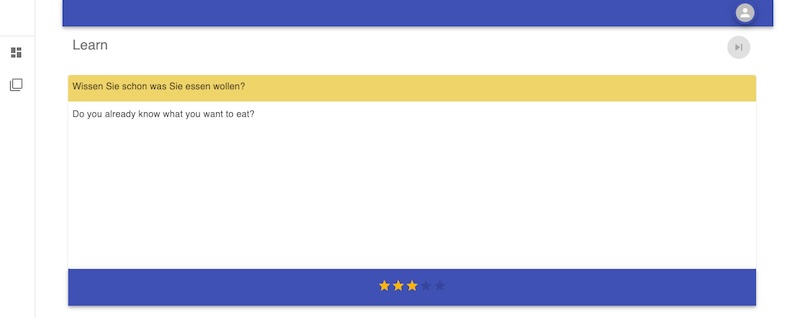 Learn
Wissen Sie schon was Sie essen wollen?
Do you already know what you want to eat?